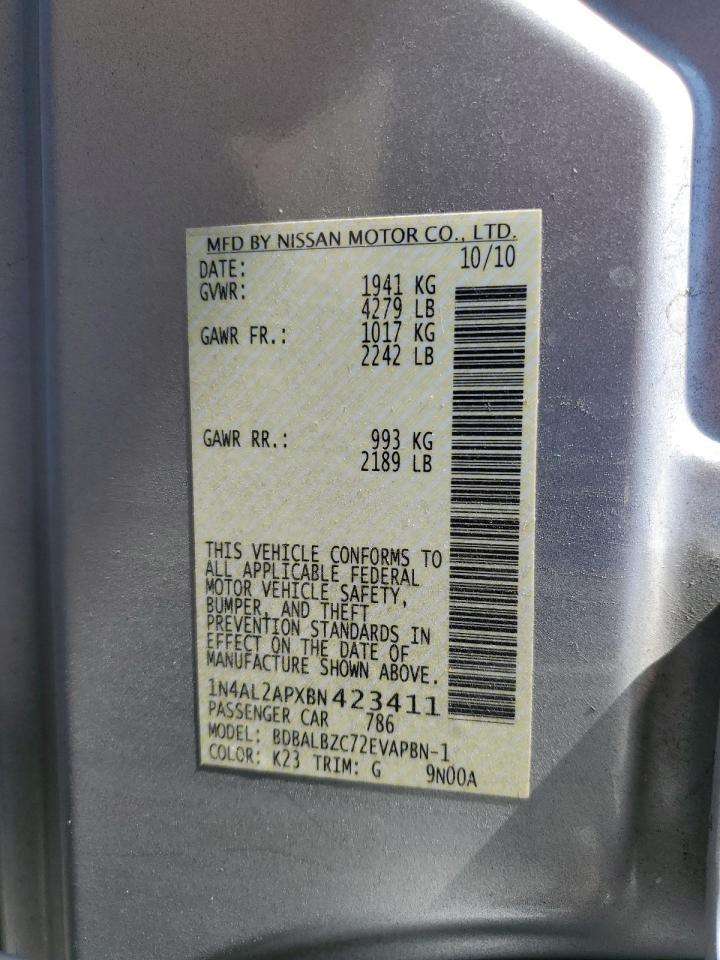 MFD BY NISSAN MOTOR CO., LTD.
DATE: 10/10
GVWR: 1941 KG
4279 LB
GAWR FR.: 1017 KG
2242 LB
GAWR RR.: 993 KG
2189 LB
THIS VEHICLE CONFORMS TO
ALL APPLICABLE FEDERAL
MOTOR VEHICLE SAFETY,
BUMPER, AND THEFT
PREVENTION STANDARDS IN
EFFECT ON THE DATE OF
MANUFACTURE SHOWN ABOVE.
1N4AL2APXBN423411
PASSENGER CAR 786
MODEL: BDBALBZC72EVAPBN-1
COLOR: K23 TRIM: G 9N00A